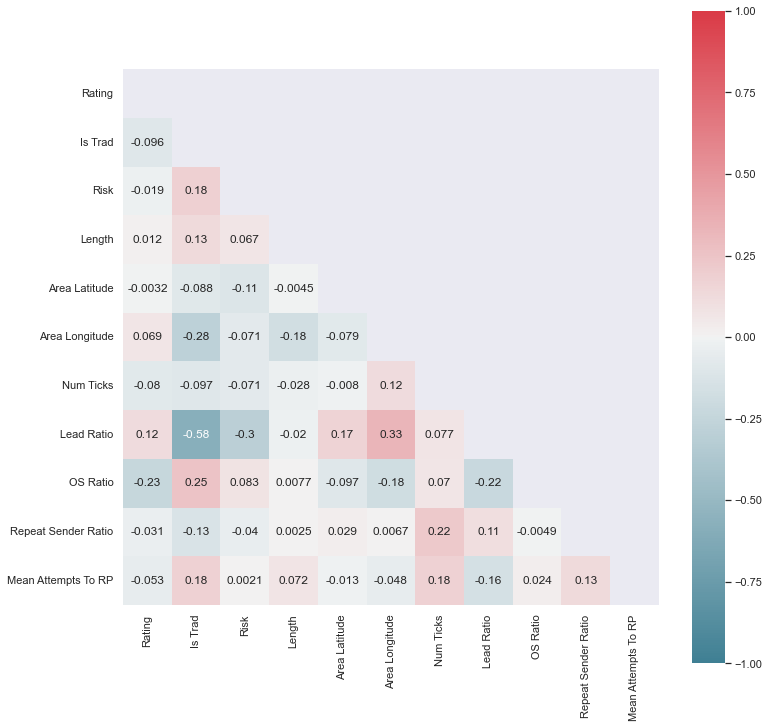 1.00
0.75
0.50
0.25
0.00
−0.25
−0.50
−0.75
−1.00
Rating
Is Trad -0.096
Risk -0.019 0.18
Length 0.012 0.13 0.067
Area Latitude -0.0032 -0.088 -0.11 -0.0045
Area Longitude 0.069 -0.28 -0.071 -0.18 -0.079
Num Ticks -0.08 -0.097 -0.071 -0.028 -0.008 0.12
Lead Ratio 0.12 -0.58 -0.3 -0.02 0.17 0.33 0.077
OS Ratio -0.23 0.25 0.083 0.0077 -0.097 -0.18 0.07 -0.22
Repeat Sender Ratio -0.031 -0.13 -0.04 0.0025 0.029 0.0067 0.22 0.11 -0.0049
Mean Attempts To RP -0.053 0.18 0.0021 0.072 -0.013 -0.048 0.18 -0.16 0.024 0.13
Rating
Is Trad
Risk
Length
Area Latitude
Area Longitude
Num Ticks
Lead Ratio
OS Ratio
Repeat Sender Ratio
Mean Attempts To RP